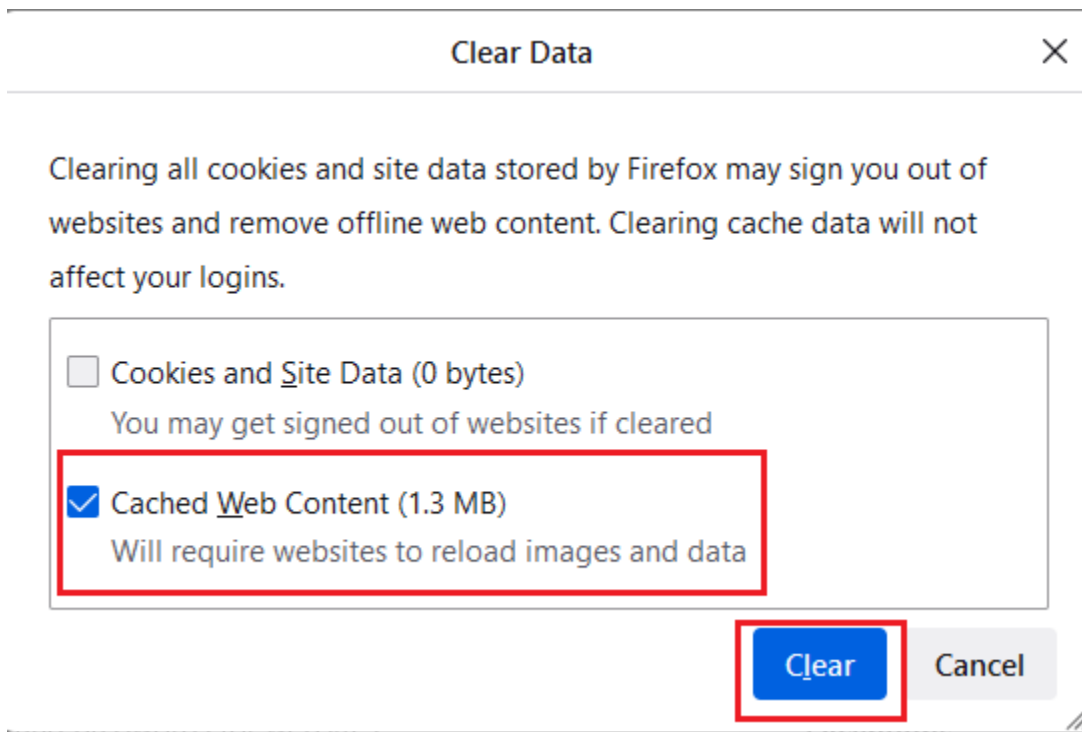 Clear Data
Clearing all cookies and site data stored by Firefox may sign you out of
websites and remove offline web content. Clearing cache data will not
affect your logins.
Cookies and Site Data (0 bytes)
You may get signed out of websites if cleared
Cached Web Content (1.3 MB)
Will require websites to reload images and data
Clear Cancel